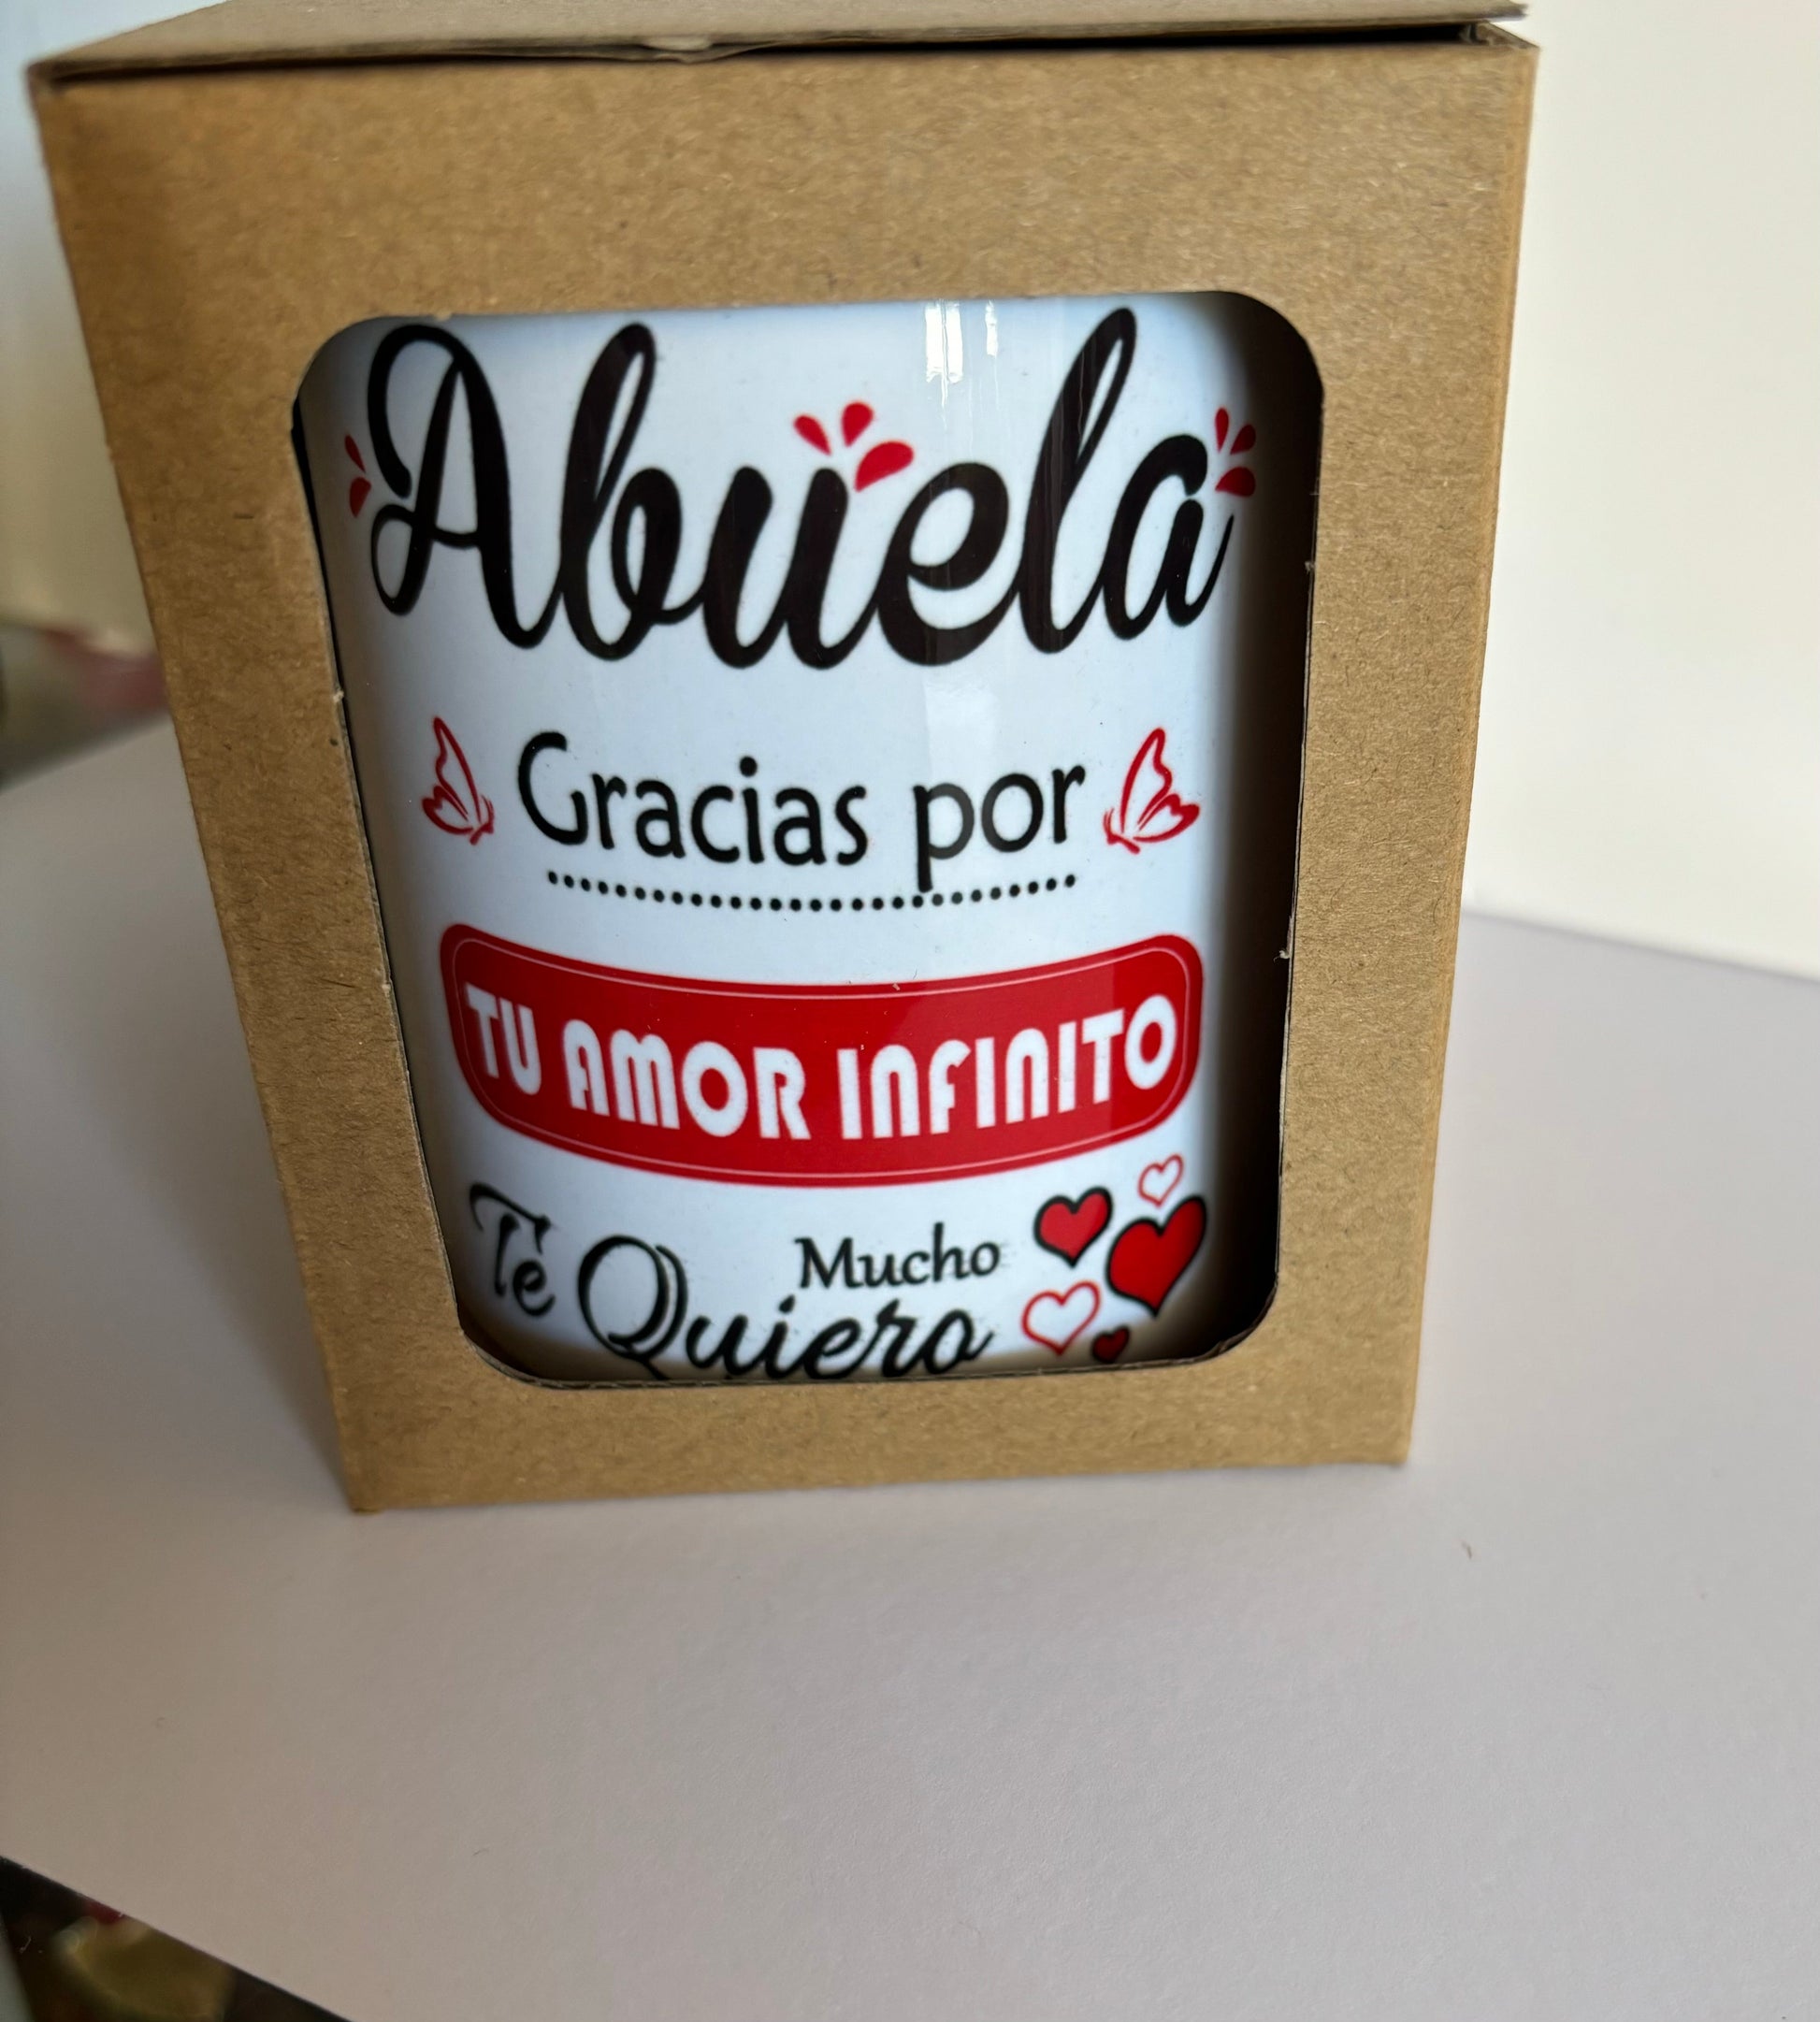 Abuela
Gracias por
TU AMOR INFINITO
Te Quiero Mucho